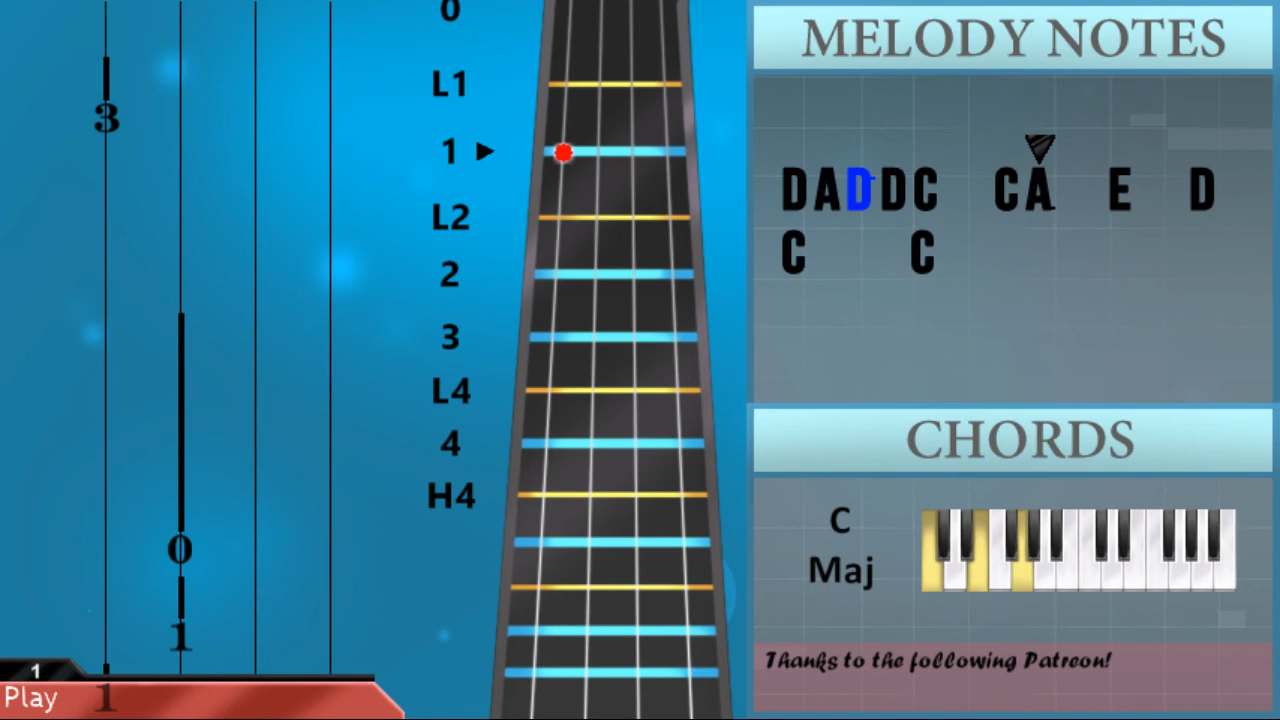 0
L1
1
L2
2
3
L4
4
H4
3
0
1
1
Play
1
MELODY NOTES
DADDC CA E D
C C
CHORDS
C
Maj
Thanks to the following Patreon!